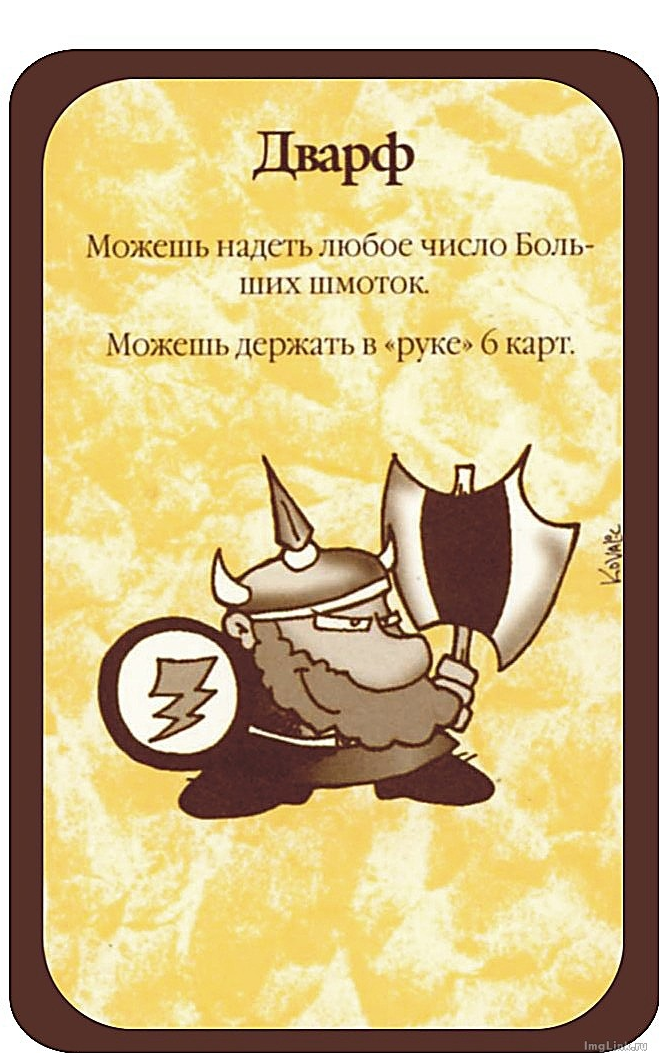 Дварф
Можешь надеть любое число Боль-
ших шмоток.
Можешь держать в «руке» 6 карт.
Kovalic
ImgLink.ru